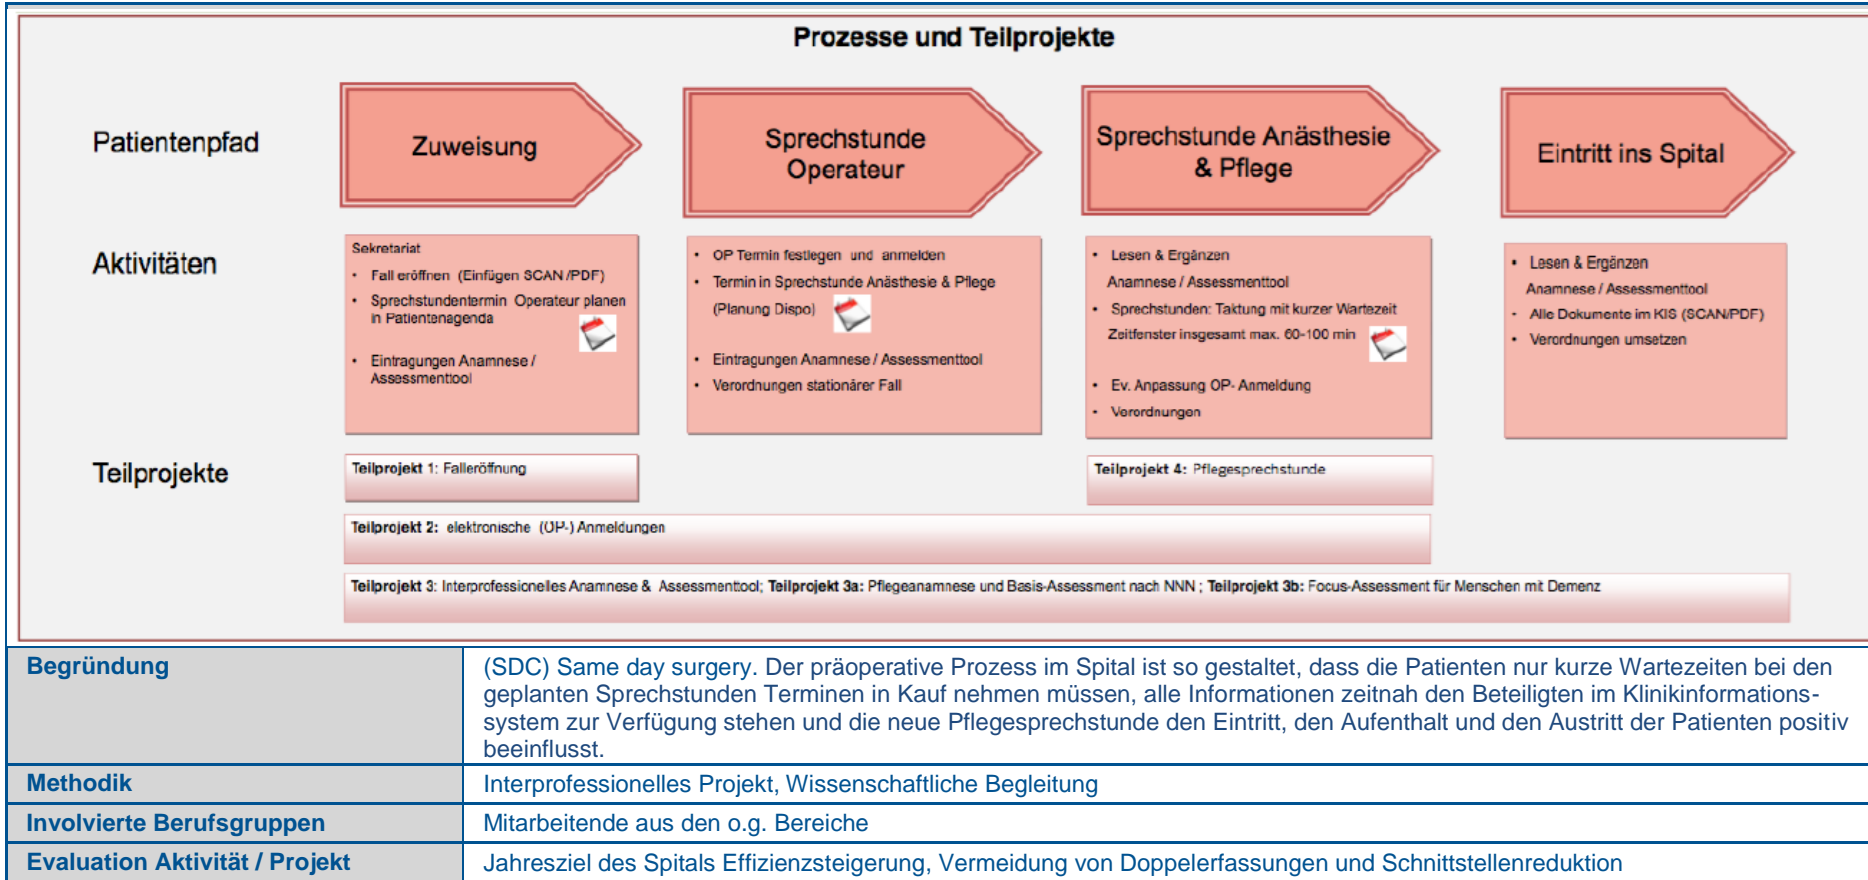 Prozesse und Teilprojekte
Patientenpfad
Zuweisung
Sprechstunde
Operateur
Sprechstunde Anästhesie
& Pflege
Eintritt ins Spital
Aktivitäten
Sekretariat
• Fall eröffnen (Einfügen SCAN /PDF)
• Sprechstundentermin Operateur planen
in Patientenagenda
• Eintragungen Anamnese /
Assessmenttool
• OP Termin festlegen und anmelden
• Termin in Sprechstunde Anästhesie & Pflege
(Planung Dispo)
• Eintragungen Anamnese / Assessmenttool
• Verordnungen stationärer Fall
• Lesen & Ergänzen
Anamnese / Assessmenttool
• Sprechstunden: Taktung mit kurzer Wartezeit
Zeitfenster insgesamt max. 60-100 min
• Ev. Anpassung OP- Anmeldung
• Verordnungen
• Lesen & Ergänzen
Anamnese / Assessmenttool
• Alle Dokumente im KIS (SCAN/PDF)
• Verordnungen umsetzen
Teilprojekte
Teilprojekt 1: Falleröffnung
Teilprojekt 4: Pflegesprechstunde
Teilprojekt 2: elektronische (OP-) Anmeldungen
Teilprojekt 3: Interprofessionelles Anamnese & Assessmenttool; Teilprojekt 3a: Pflegeanamnese und Basis-Assessment nach NNN ; Teilprojekt 3b: Focus-Assessment für Menschen mit Demenz
Begründung
(SDC) Same day surgery. Der präoperative Prozess im Spital ist so gestaltet, dass die Patienten nur kurze Wartezeiten bei den
geplanten Sprechstunden Terminen in Kauf nehmen müssen, alle Informationen zeitnah den Beteiligten im Klinikinformations-
system zur Verfügung stehen und die neue Pflegesprechstunde den Eintritt, den Aufenthalt und den Austritt der Patienten positiv
beeinflusst.
Methodik
Interprofessionelles Projekt, Wissenschaftliche Begleitung
Involvierte Berufsgruppen
Mitarbeitende aus den o.g. Bereiche
Evaluation Aktivität / Projekt
Jahresziel des Spitals Effizienzsteigerung, Vermeidung von Doppelerfassungen und Schnittstellenreduktion